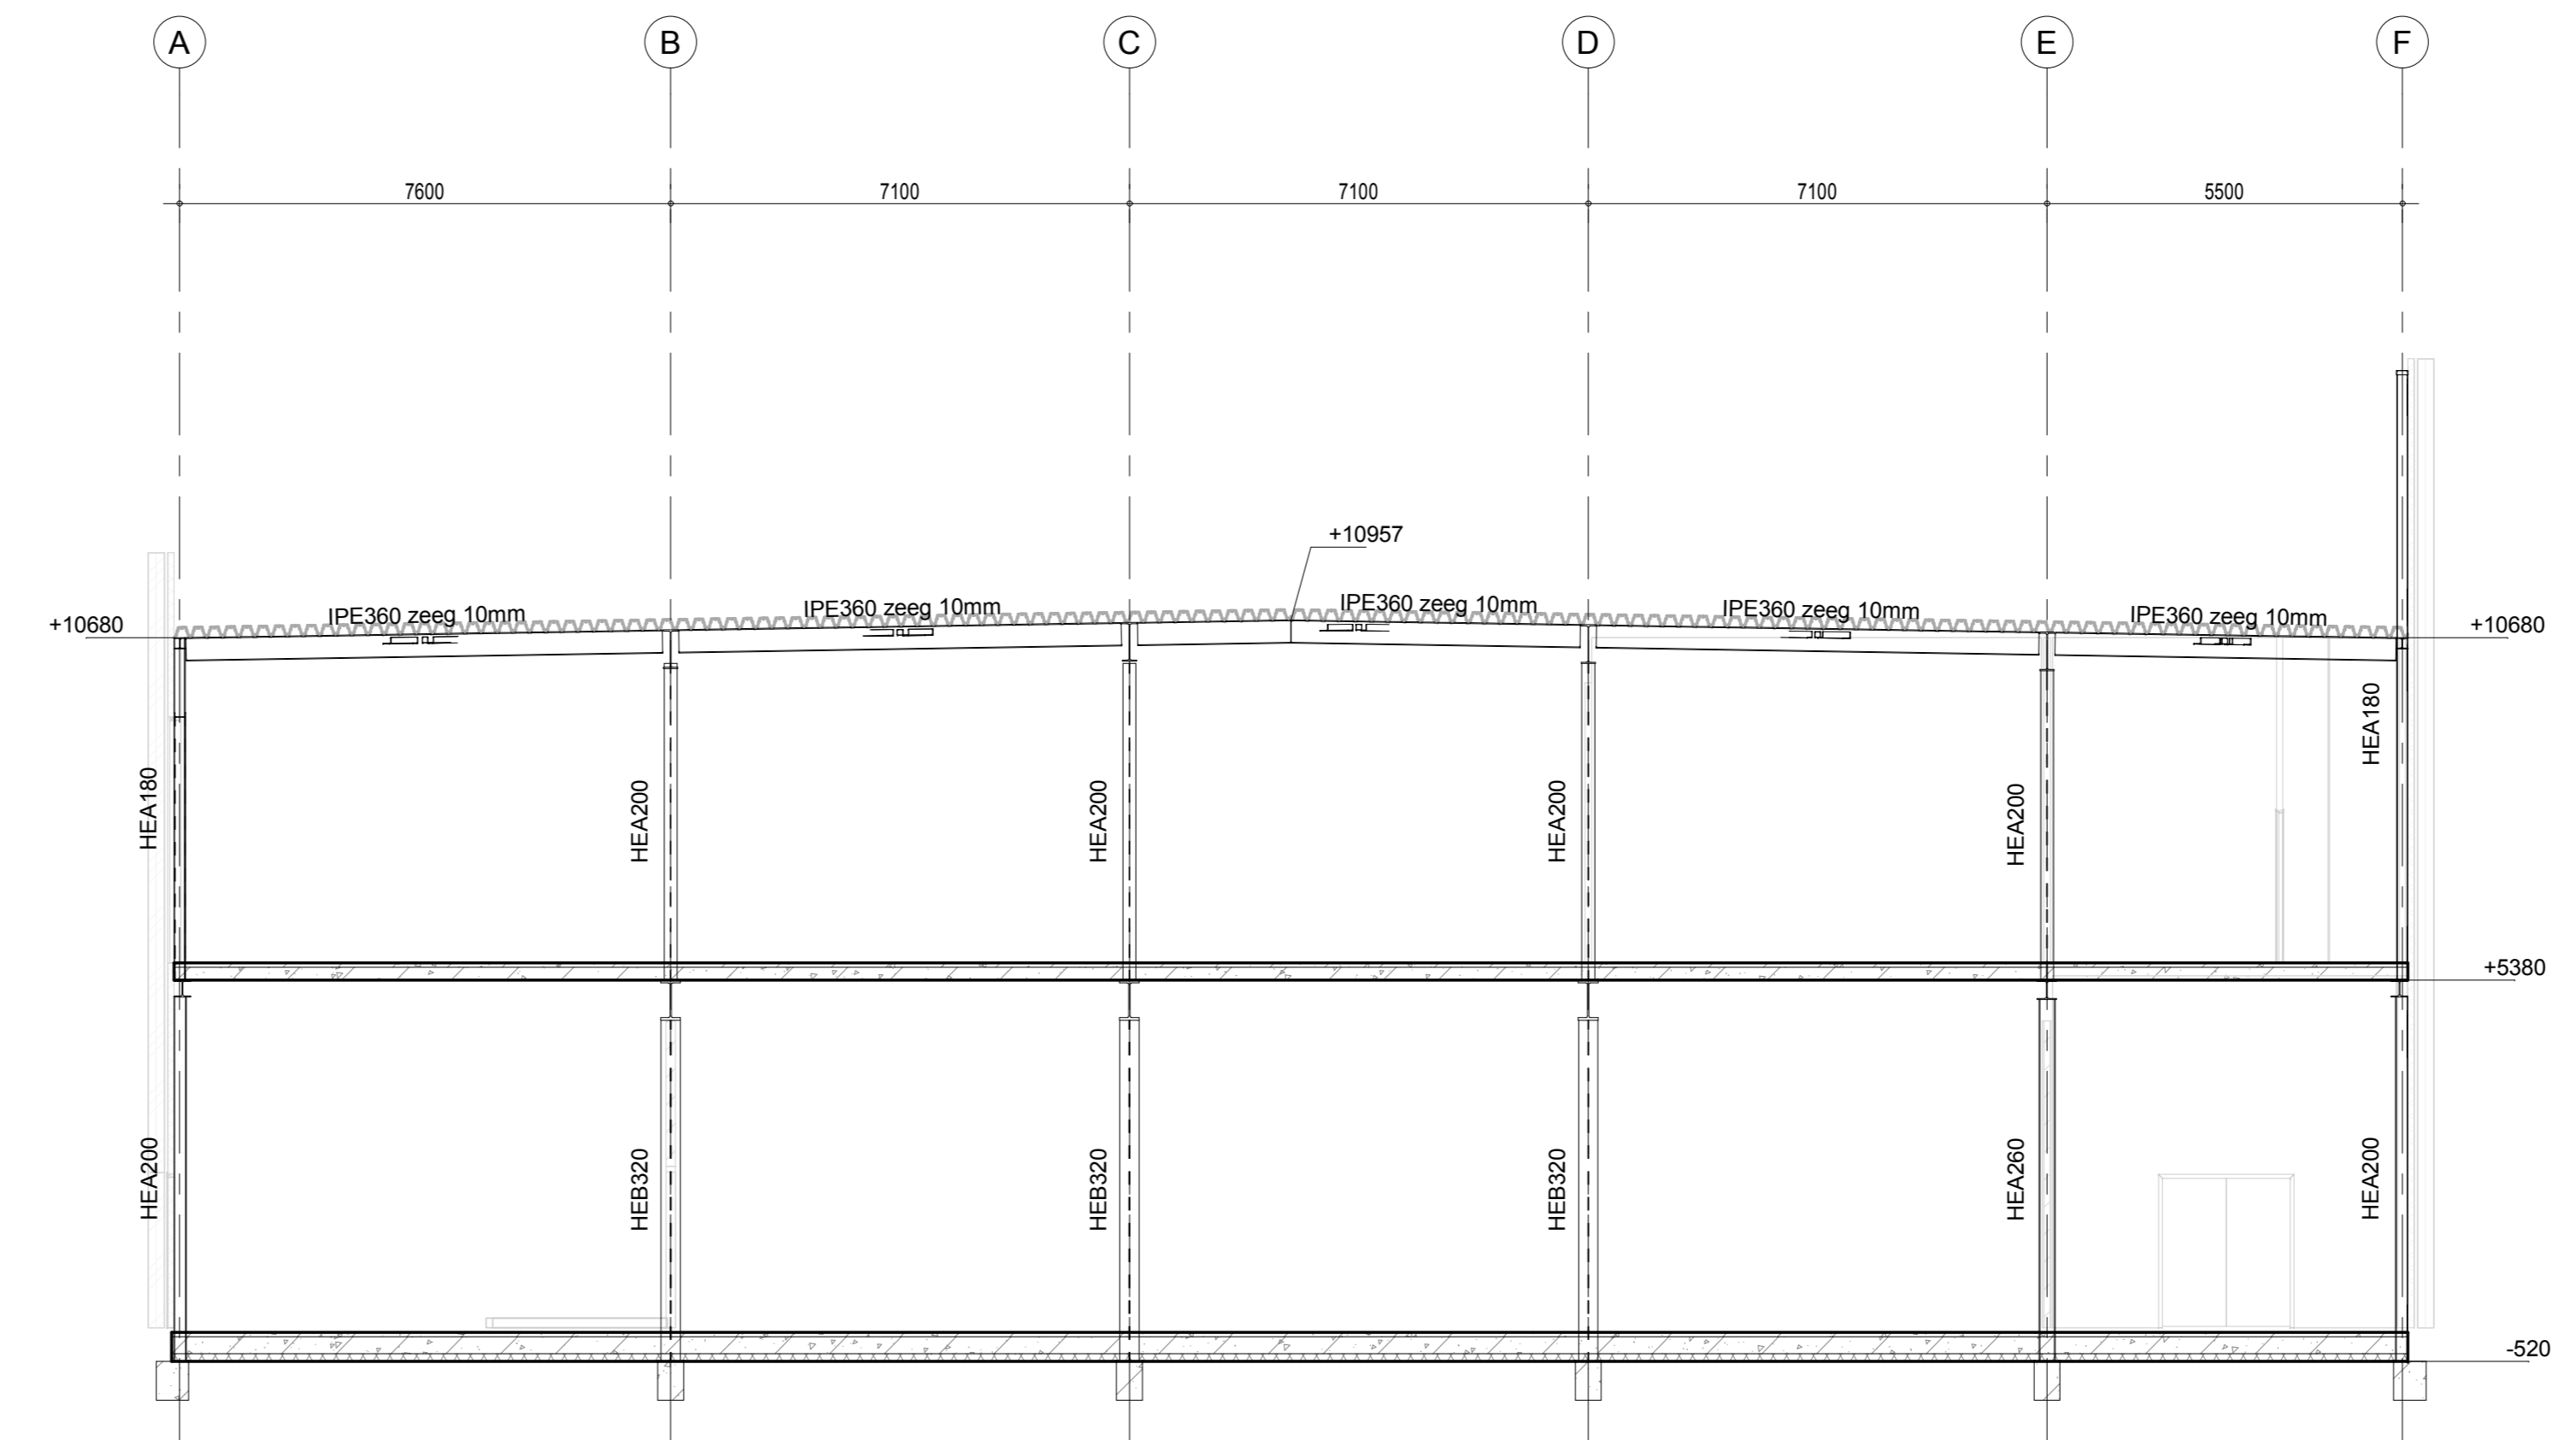 A B C D E F
7600 7100 7100 7100 5500
+10957
IPE360 zeeg 10mm IPE360 zeeg 10mm IPE360 zeeg 10mm IPE360 zeeg 10mm IPE360 zeeg 10mm
+10680 +10680
HEA180 HEA200 HEA200 HEA200 HEA200 HEA180
+5380
HEA200 HEB320 HEB320 HEB320 HEA260 HEA200
-520